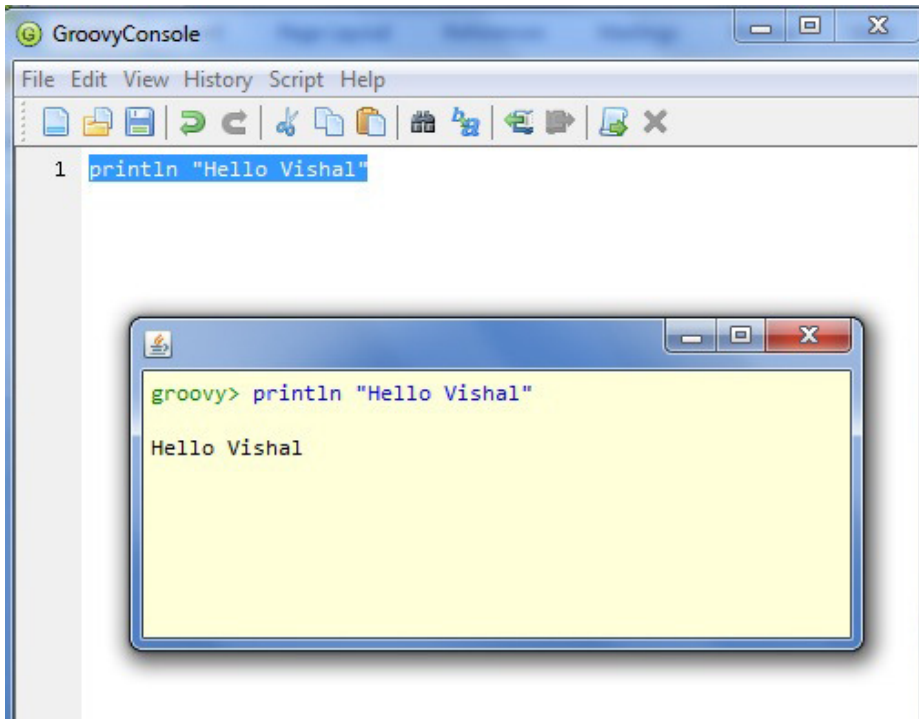 GroovyConsole
File Edit View History Script Help
1 println "Hello Vishal"
groovy> println "Hello Vishal"
Hello Vishal